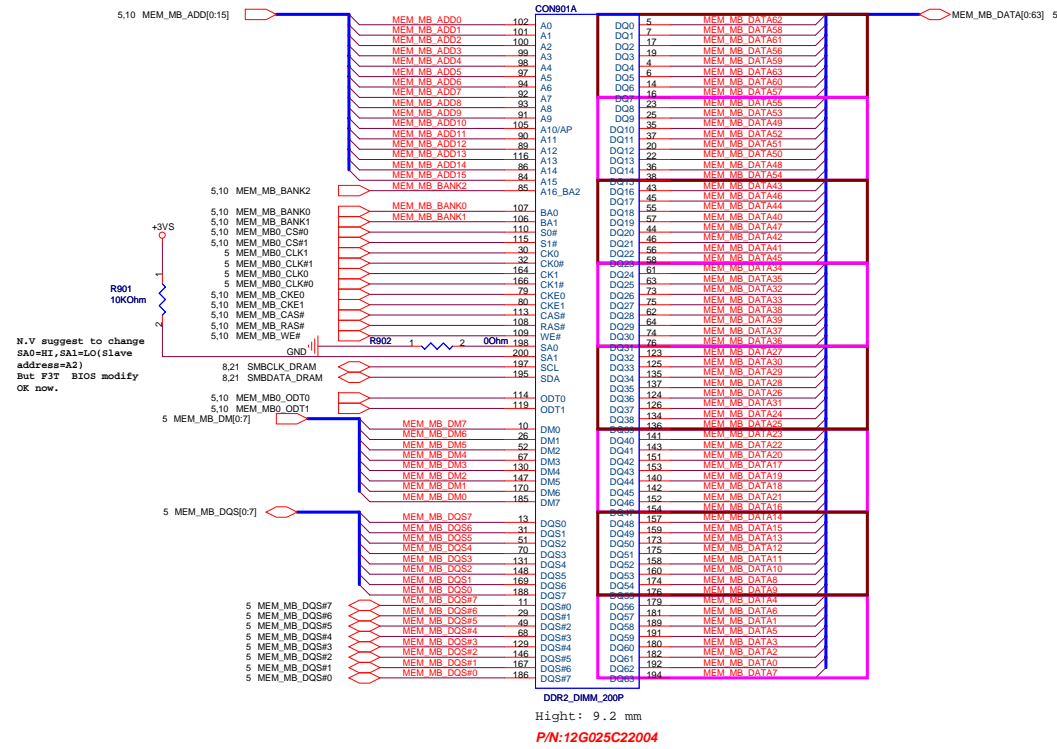 CON901A
5,10 MEM_MB_ADD[0:15]
MEM_MB_ADD0 102 A0
MEM_MB_ADD1 101 A1
MEM_MB_ADD2 100 A2
MEM_MB_ADD3 99 A3
MEM_MB_ADD4 98 A4
MEM_MB_ADD5 97 A5
MEM_MB_ADD6 94 A6
MEM_MB_ADD7 92 A7
MEM_MB_ADD8 93 A8
MEM_MB_ADD9 91 A9
MEM_MB_ADD10 105 A10/AP
MEM_MB_ADD11 90 A11
MEM_MB_ADD12 89 A12
MEM_MB_ADD13 116 A13
MEM_MB_ADD14 86 A14
MEM_MB_ADD15 84 A15
5,10 MEM_MB_BANK2 MEM_MB_BANK2 85 A16_BA2
5,10 MEM_MB_BANK0 MEM_MB_BANK0 107 BA0
5,10 MEM_MB_BANK1 MEM_MB_BANK1 106 BA1
5,10 MEM_MB0_CS#0 110 S0#
5,10 MEM_MB0_CS#1 115 S1#
5 MEM_MB0_CLK1 30 CK0
5 MEM_MB0_CLK#1 32 CK0#
5 MEM_MB0_CLK0 164 CK1
5 MEM_MB0_CLK#0 166 CK1#
5,10 MEM_MB_CKE0 79 CKE0
5,10 MEM_MB_CKE1 80 CKE1
5,10 MEM_MB_CAS# 113 CAS#
5,10 MEM_MB_RAS# 108 RAS#
5,10 MEM_MB_WE# 109 WE#
+3VS
1
R901
10KOhm
2
GND R902 1 2 0Ohm 198 SA0
200 SA1
8,21 SMBCLK_DRAM 197 SCL
8,21 SMBDATA_DRAM 195 SDA
N.V suggest to change
SA0=HI,SA1=LO(Slave
address=A2)
But F3T BIOS modify
OK now.
5,10 MEM_MB0_ODT0 114 ODT0
5,10 MEM_MB0_ODT1 119 ODT1
5 MEM_MB_DM[0:7]
MEM_MB_DM7 10 DM0
MEM_MB_DM6 26 DM1
MEM_MB_DM5 52 DM2
MEM_MB_DM4 67 DM3
MEM_MB_DM3 130 DM4
MEM_MB_DM2 147 DM5
MEM_MB_DM1 170 DM6
MEM_MB_DM0 185 DM7
5 MEM_MB_DQS[0:7]
MEM_MB_DQS7 13 DQS0
MEM_MB_DQS6 31 DQS1
MEM_MB_DQS5 51 DQS2
MEM_MB_DQS4 70 DQS3
MEM_MB_DQS3 131 DQS4
MEM_MB_DQS2 148 DQS5
MEM_MB_DQS1 169 DQS6
MEM_MB_DQS0 188 DQS7
5 MEM_MB_DQS#7 MEM_MB_DQS#7 11 DQS#0
5 MEM_MB_DQS#6 MEM_MB_DQS#6 29 DQS#1
5 MEM_MB_DQS#5 MEM_MB_DQS#5 49 DQS#2
5 MEM_MB_DQS#4 MEM_MB_DQS#4 68 DQS#3
5 MEM_MB_DQS#3 MEM_MB_DQS#3 129 DQS#4
5 MEM_MB_DQS#2 MEM_MB_DQS#2 146 DQS#5
5 MEM_MB_DQS#1 MEM_MB_DQS#1 167 DQS#6
5 MEM_MB_DQS#0 MEM_MB_DQS#0 186 DQS#7
MEM_MB_DATA[0:63] 5
DQ0 5 MEM_MB_DATA62
DQ1 7 MEM_MB_DATA58
DQ2 17 MEM_MB_DATA61
DQ3 19 MEM_MB_DATA56
DQ4 4 MEM_MB_DATA59
DQ5 6 MEM_MB_DATA63
DQ6 14 MEM_MB_DATA60
DQ7 16 MEM_MB_DATA57
DQ8 23 MEM_MB_DATA55
DQ9 25 MEM_MB_DATA53
DQ10 35 MEM_MB_DATA49
DQ11 37 MEM_MB_DATA52
DQ12 20 MEM_MB_DATA51
DQ13 22 MEM_MB_DATA50
DQ14 36 MEM_MB_DATA48
DQ15 38 MEM_MB_DATA54
DQ16 43 MEM_MB_DATA43
DQ17 45 MEM_MB_DATA46
DQ18 55 MEM_MB_DATA44
DQ19 57 MEM_MB_DATA40
DQ20 44 MEM_MB_DATA47
DQ21 46 MEM_MB_DATA42
DQ22 56 MEM_MB_DATA41
DQ23 58 MEM_MB_DATA45
DQ24 61 MEM_MB_DATA34
DQ25 63 MEM_MB_DATA35
DQ26 73 MEM_MB_DATA32
DQ27 75 MEM_MB_DATA33
DQ28 62 MEM_MB_DATA38
DQ29 64 MEM_MB_DATA39
DQ30 74 MEM_MB_DATA37
DQ31 76 MEM_MB_DATA36
DQ32 123 MEM_MB_DATA27
DQ33 125 MEM_MB_DATA30
DQ34 135 MEM_MB_DATA29
DQ35 137 MEM_MB_DATA28
DQ36 124 MEM_MB_DATA26
DQ37 126 MEM_MB_DATA31
DQ38 134 MEM_MB_DATA24
DQ39 136 MEM_MB_DATA25
DQ40 141 MEM_MB_DATA23
DQ41 143 MEM_MB_DATA22
DQ42 151 MEM_MB_DATA20
DQ43 153 MEM_MB_DATA17
DQ44 140 MEM_MB_DATA19
DQ45 142 MEM_MB_DATA18
DQ46 152 MEM_MB_DATA21
DQ47 154 MEM_MB_DATA16
DQ48 157 MEM_MB_DATA14
DQ49 159 MEM_MB_DATA15
DQ50 173 MEM_MB_DATA13
DQ51 175 MEM_MB_DATA12
DQ52 158 MEM_MB_DATA11
DQ53 160 MEM_MB_DATA10
DQ54 174 MEM_MB_DATA8
DQ55 176 MEM_MB_DATA9
DQ56 179 MEM_MB_DATA4
DQ57 181 MEM_MB_DATA6
DQ58 189 MEM_MB_DATA1
DQ59 191 MEM_MB_DATA5
DQ60 180 MEM_MB_DATA3
DQ61 182 MEM_MB_DATA2
DQ62 192 MEM_MB_DATA0
DQ63 194 MEM_MB_DATA7
DDR2_DIMM_200P
Hight: 9.2 mm
P/N:12G025C22004